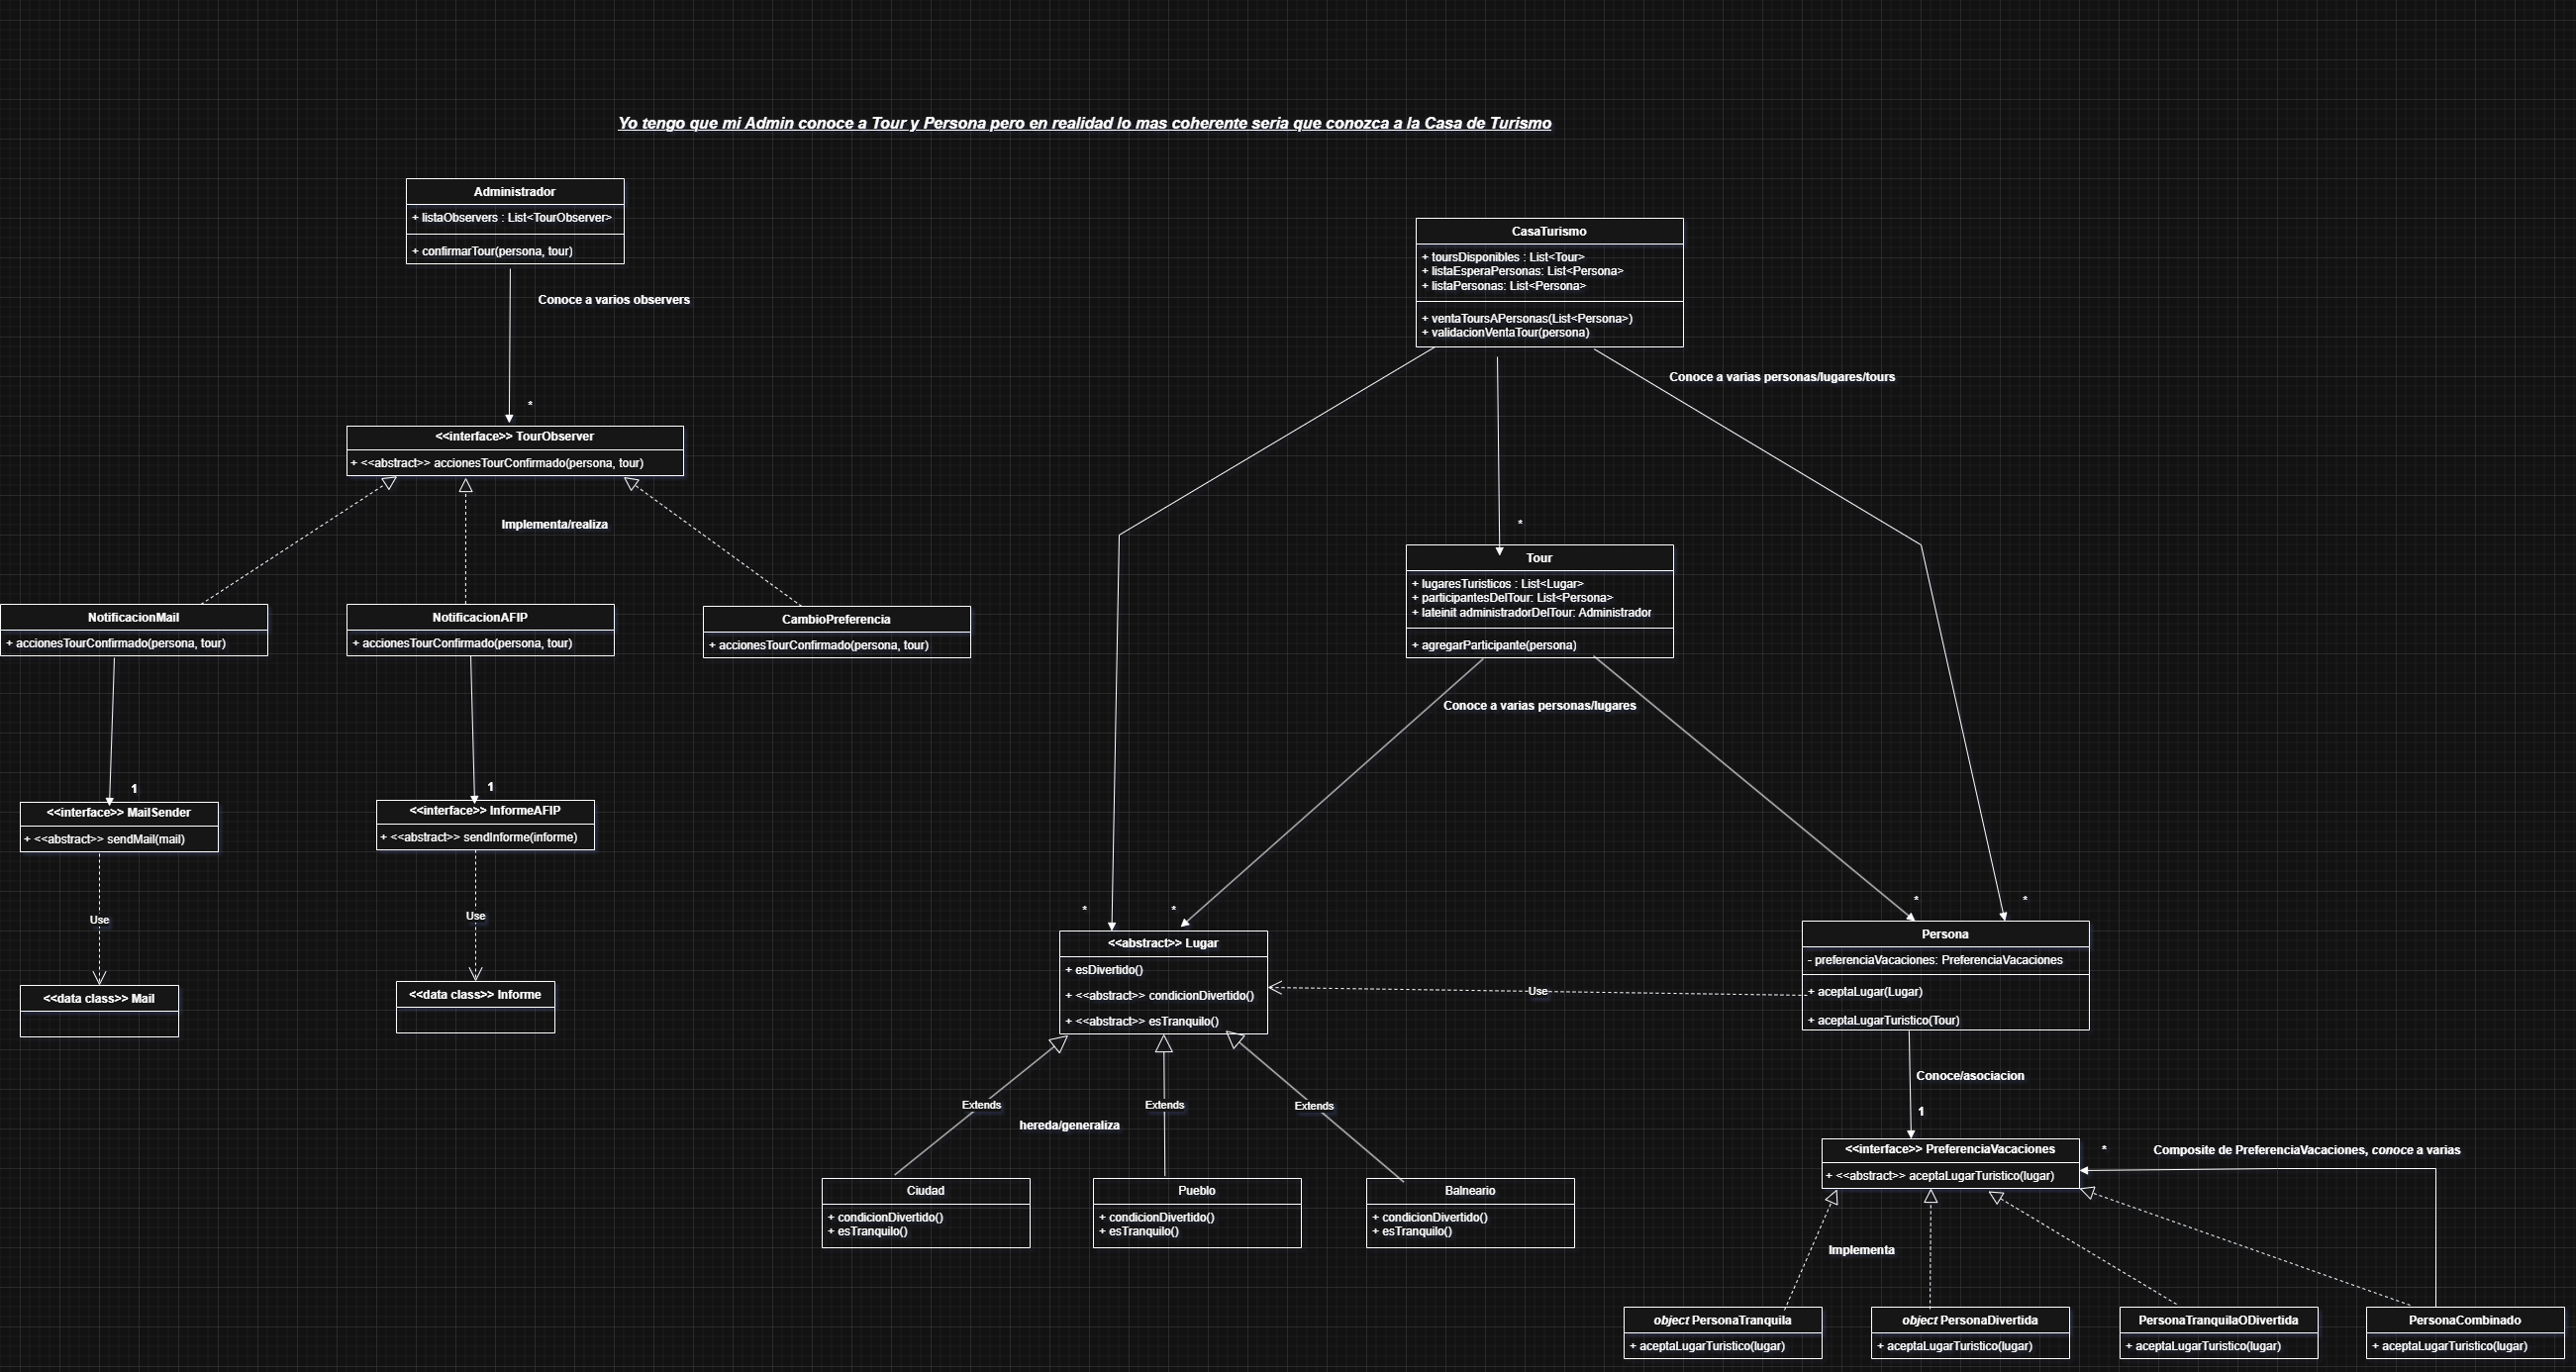 Yo tengo que mi Admin conoce a Tour y Persona pero en realidad lo mas coherente seria que conozca a la Casa de Turismo
Administrador
+ listaObservers : List<TourObserver>
+ confirmarTour(persona, tour)
Conoce a varios observers
*
<<interface>> TourObserver
+ <<abstract>> accionesTourConfirmado(persona, tour)
Implementa/realiza
NotificacionMail
+ accionesTourConfirmado(persona, tour)
NotificacionAFIP
+ accionesTourConfirmado(persona, tour)
CambioPreferencia
+ accionesTourConfirmado(persona, tour)
1
<<interface>> MailSender
+ <<abstract>> sendMail(mail)
Use
<<data class>> Mail
1
<<interface>> InformeAFIP
+ <<abstract>> sendInforme(informe)
Use
<<data class>> Informe
CasaTurismo
+ toursDisponibles : List<Tour>
+ listaEsperaPersonas: List<Persona>
+ listaPersonas: List<Persona>
+ ventaToursAPersonas(List<Persona>)
+ validacionVentaTour(persona)
Conoce a varias personas/lugares/tours
*
Tour
+ lugaresTuristicos : List<Lugar>
+ participantesDelTour: List<Persona>
+ lateinit administradorDelTour: Administrador
+ agregarParticipante(persona)
Conoce a varias personas/lugares
*
*
*
*
<<abstract>> Lugar
+ esDivertido()
+ <<abstract>> condicionDivertido()
+ <<abstract>> esTranquilo()
Use
Persona
- preferenciaVacaciones: PreferenciaVacaciones
+ aceptaLugar(Lugar)
+ aceptaLugarTuristico(Tour)
Extends
Extends
Extends
hereda/generaliza
Ciudad
+ condicionDivertido()
+ esTranquilo()
Pueblo
+ condicionDivertido()
+ esTranquilo()
Balneario
+ condicionDivertido()
+ esTranquilo()
Conoce/asociacion
1
<<interface>> PreferenciaVacaciones
+ <<abstract>> aceptaLugarTuristico(lugar)
*
Composite de PreferenciaVacaciones, conoce a varias
Implementa
object PersonaTranquila
+ aceptaLugarTuristico(lugar)
object PersonaDivertida
+ aceptaLugarTuristico(lugar)
PersonaTranquilaODivertida
+ aceptaLugarTuristico(lugar)
PersonaCombinado
+ aceptaLugarTuristico(lugar)